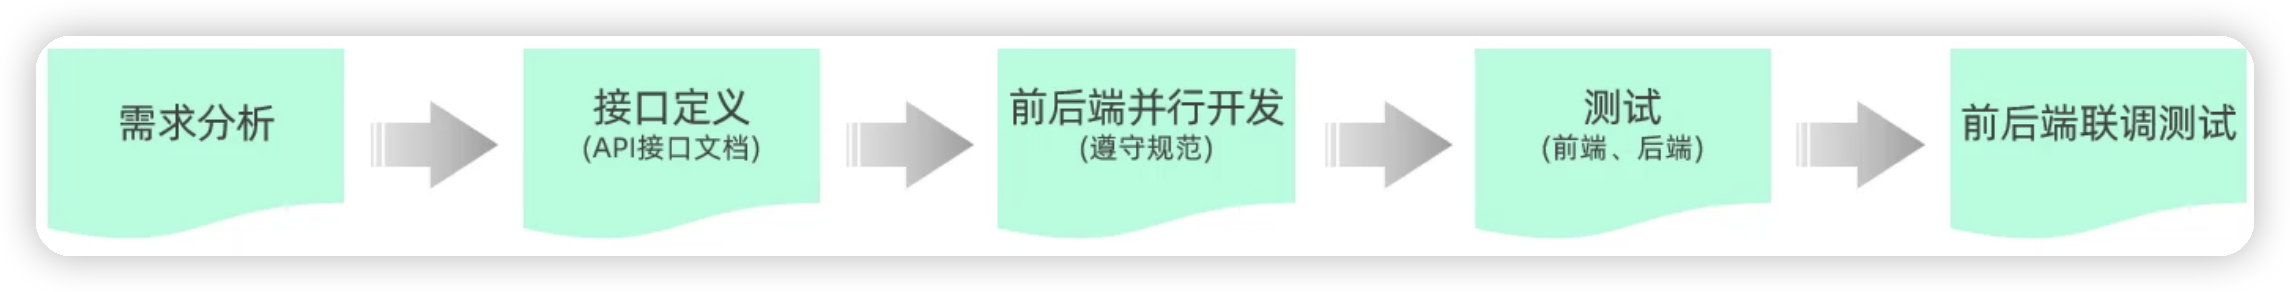 需求分析
接口定义
(API接口文档)
前后端并行开发
(遵守规范)
测试
(前端、后端)
前后端联调测试